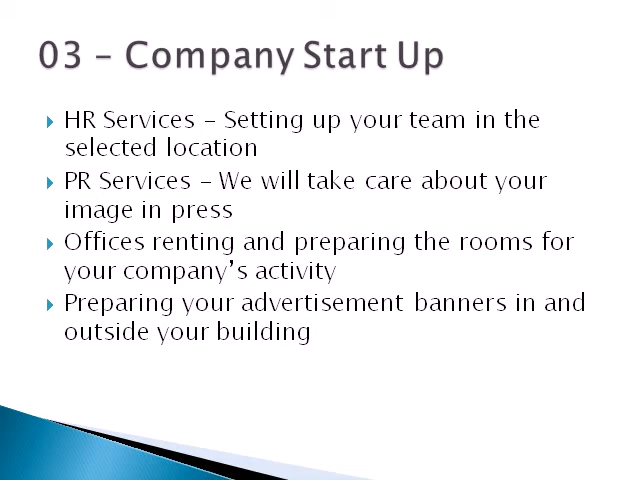 03 – Company Start Up
HR Services – Setting up your team in the
selected location
PR Services – We will take care about your
image in press
Offices renting and preparing the rooms for
your company's activity
Preparing your advertisement banners in and
outside your building